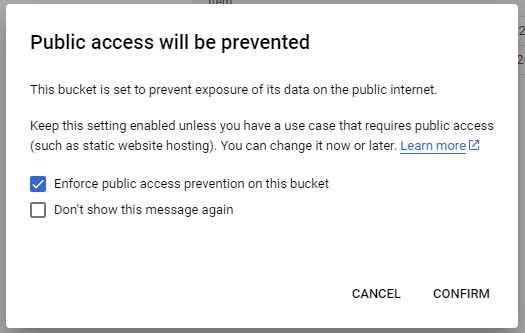 Item
Public access will be prevented
This bucket is set to prevent exposure of its data on the public internet.
Keep this setting enabled unless you have a use case that requires public access
(such as static website hosting). You can change it now or later. Learn more
Enforce public access prevention on this bucket
Don't show this message again
CANCEL CONFIRM